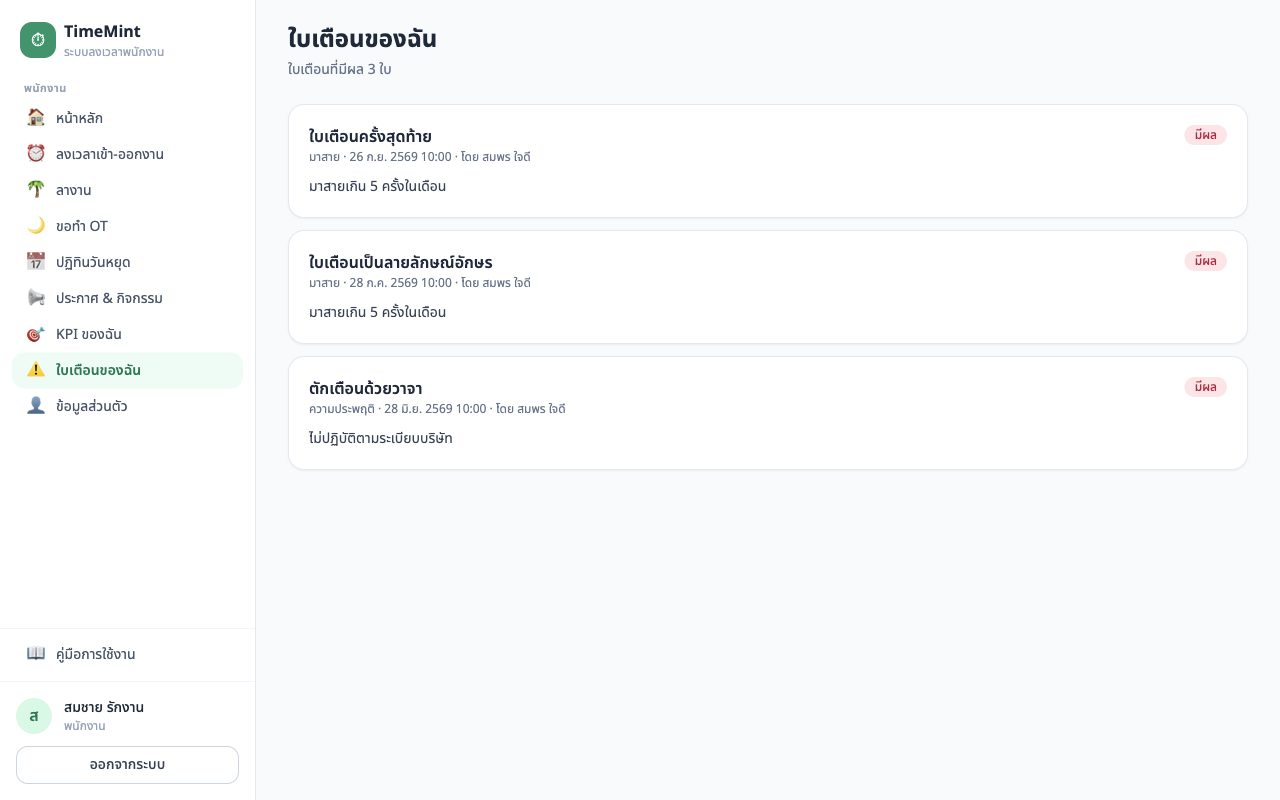 TimeMint
ระบบลงเวลาพนักงาน
พนักงาน
หน้าหลัก
ลงเวลาเข้า-ออกงาน
ลางาน
ขอทำ OT
ปฏิทินวันหยุด
ประกาศ & กิจกรรม
KPI ของฉัน
ใบเตือนของฉัน
ข้อมูลส่วนตัว
คู่มือการใช้งาน
ส
สมชาย รักงาน
พนักงาน
ออกจากระบบ
ใบเตือนของฉัน
ใบเตือนที่มีผล 3 ใบ
ใบเตือนครั้งสุดท้าย
มีผล
มาสาย · 26 ก.ย. 2569 10:00 · โดย สมพร ใจดี
มาสายเกิน 5 ครั้งในเดือน
ใบเตือนเป็นลายลักษณ์อักษร
มีผล
มาสาย · 28 ก.ค. 2569 10:00 · โดย สมพร ใจดี
มาสายเกิน 5 ครั้งในเดือน
ตักเตือนด้วยวาจา
มีผล
ความประพฤติ · 28 มิ.ย. 2569 10:00 · โดย สมพร ใจดี
ไม่ปฏิบัติตามระเบียบบริษัท